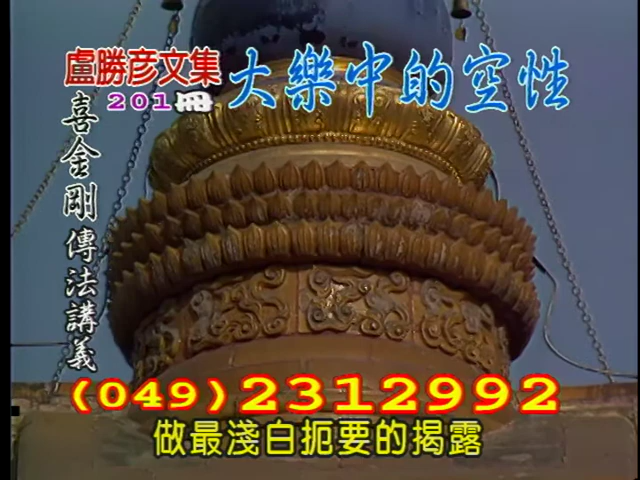 盧勝彥文集
201冊
大樂中的空性
喜金剛傳法講義
(049)2312992
做最淺白扼要的揭露